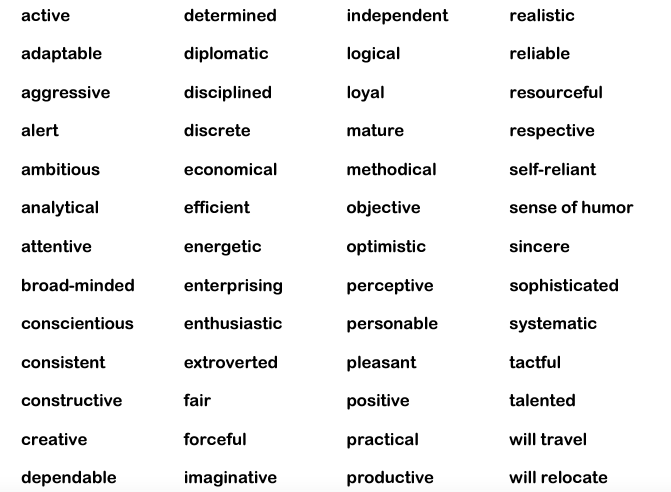 active determined independent realistic
adaptable diplomatic logical reliable
aggressive disciplined loyal resourceful
alert discrete mature respective
ambitious economical methodical self-reliant
analytical efficient objective sense of humor
attentive energetic optimistic sincere
broad-minded enterprising perceptive sophisticated
conscientious enthusiastic personable systematic
consistent extroverted pleasant tactful
constructive fair positive talented
creative forceful practical will travel
dependable imaginative productive will relocate